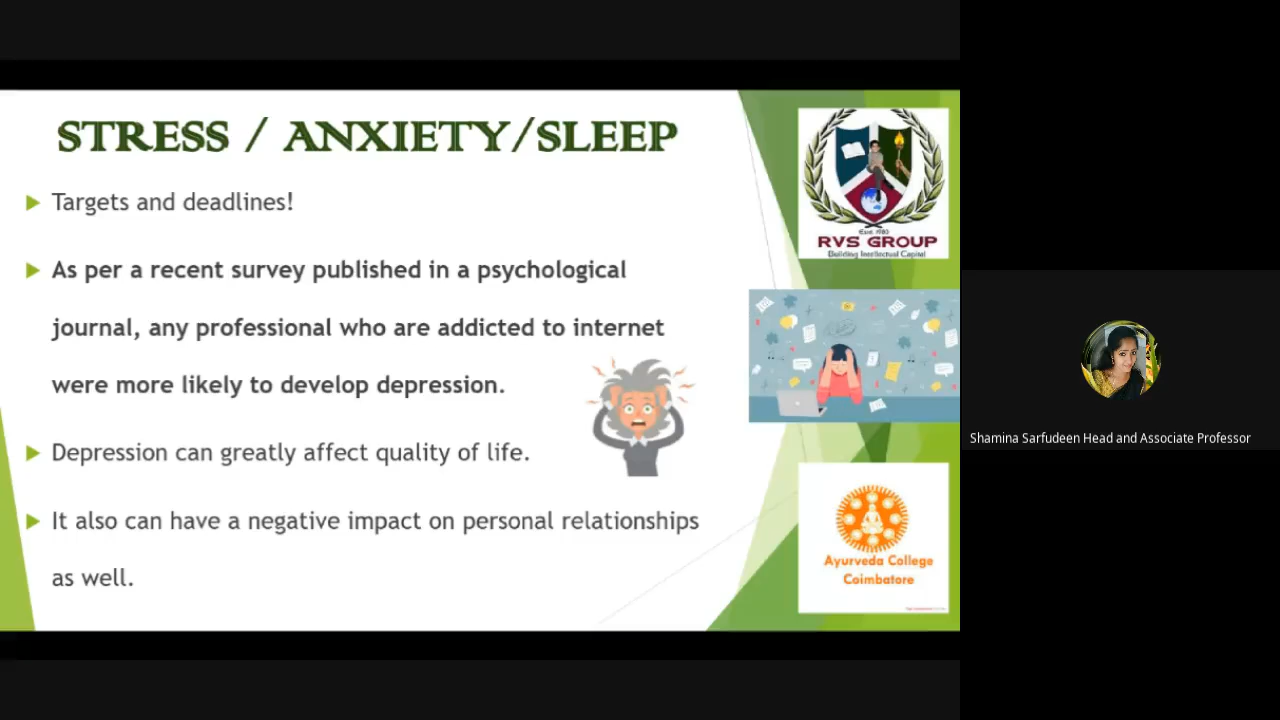 STRESS / ANXIETY/SLEEP
Targets and deadlines!
As per a recent survey published in a psychological
journal, any professional who are addicted to internet
were more likely to develop depression.
Depression can greatly affect quality of life.
It also can have a negative impact on personal relationships
as well.
Estd. 1980
RVS GROUP
Building Intellectual Capital
Ayurveda College
Coimbatore
Shamina Sarfudeen Head and Associate Professor